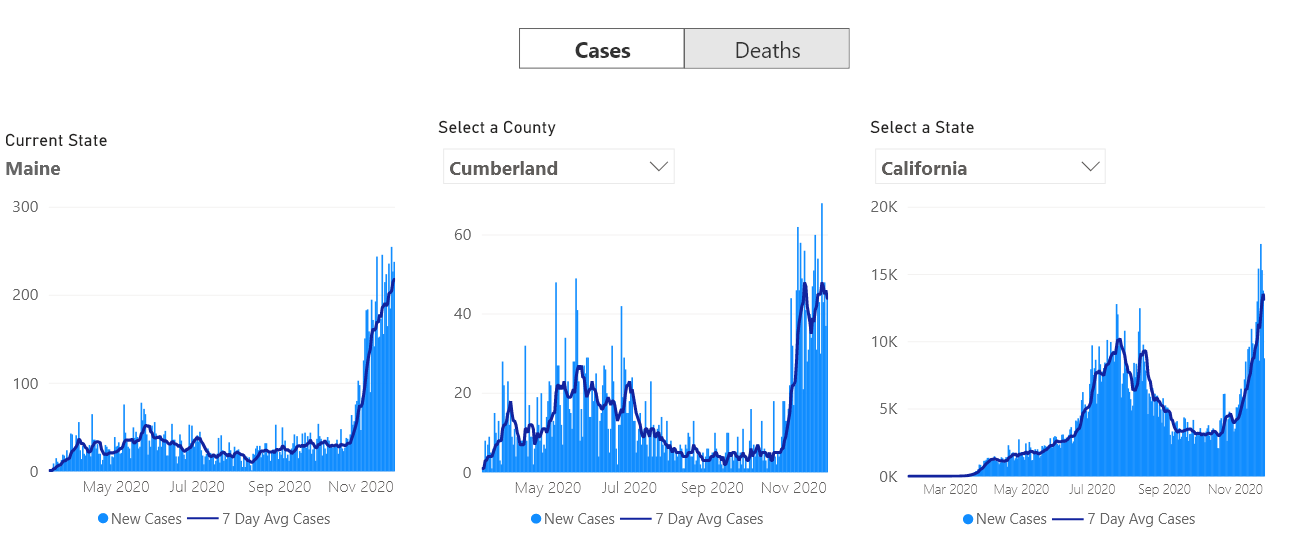 Cases Deaths
Current State
Maine
300
200
100
0
May 2020 Jul 2020 Sep 2020 Nov 2020
New Cases 7 Day Avg Cases
Select a County
Cumberland
60
40
20
0
May 2020 Jul 2020 Sep 2020 Nov 2020
New Cases 7 Day Avg Cases
Select a State
California
20K
15K
10K
5K
0K
Mar 2020 May 2020 Jul 2020 Sep 2020 Nov 2020
New Cases 7 Day Avg Cases